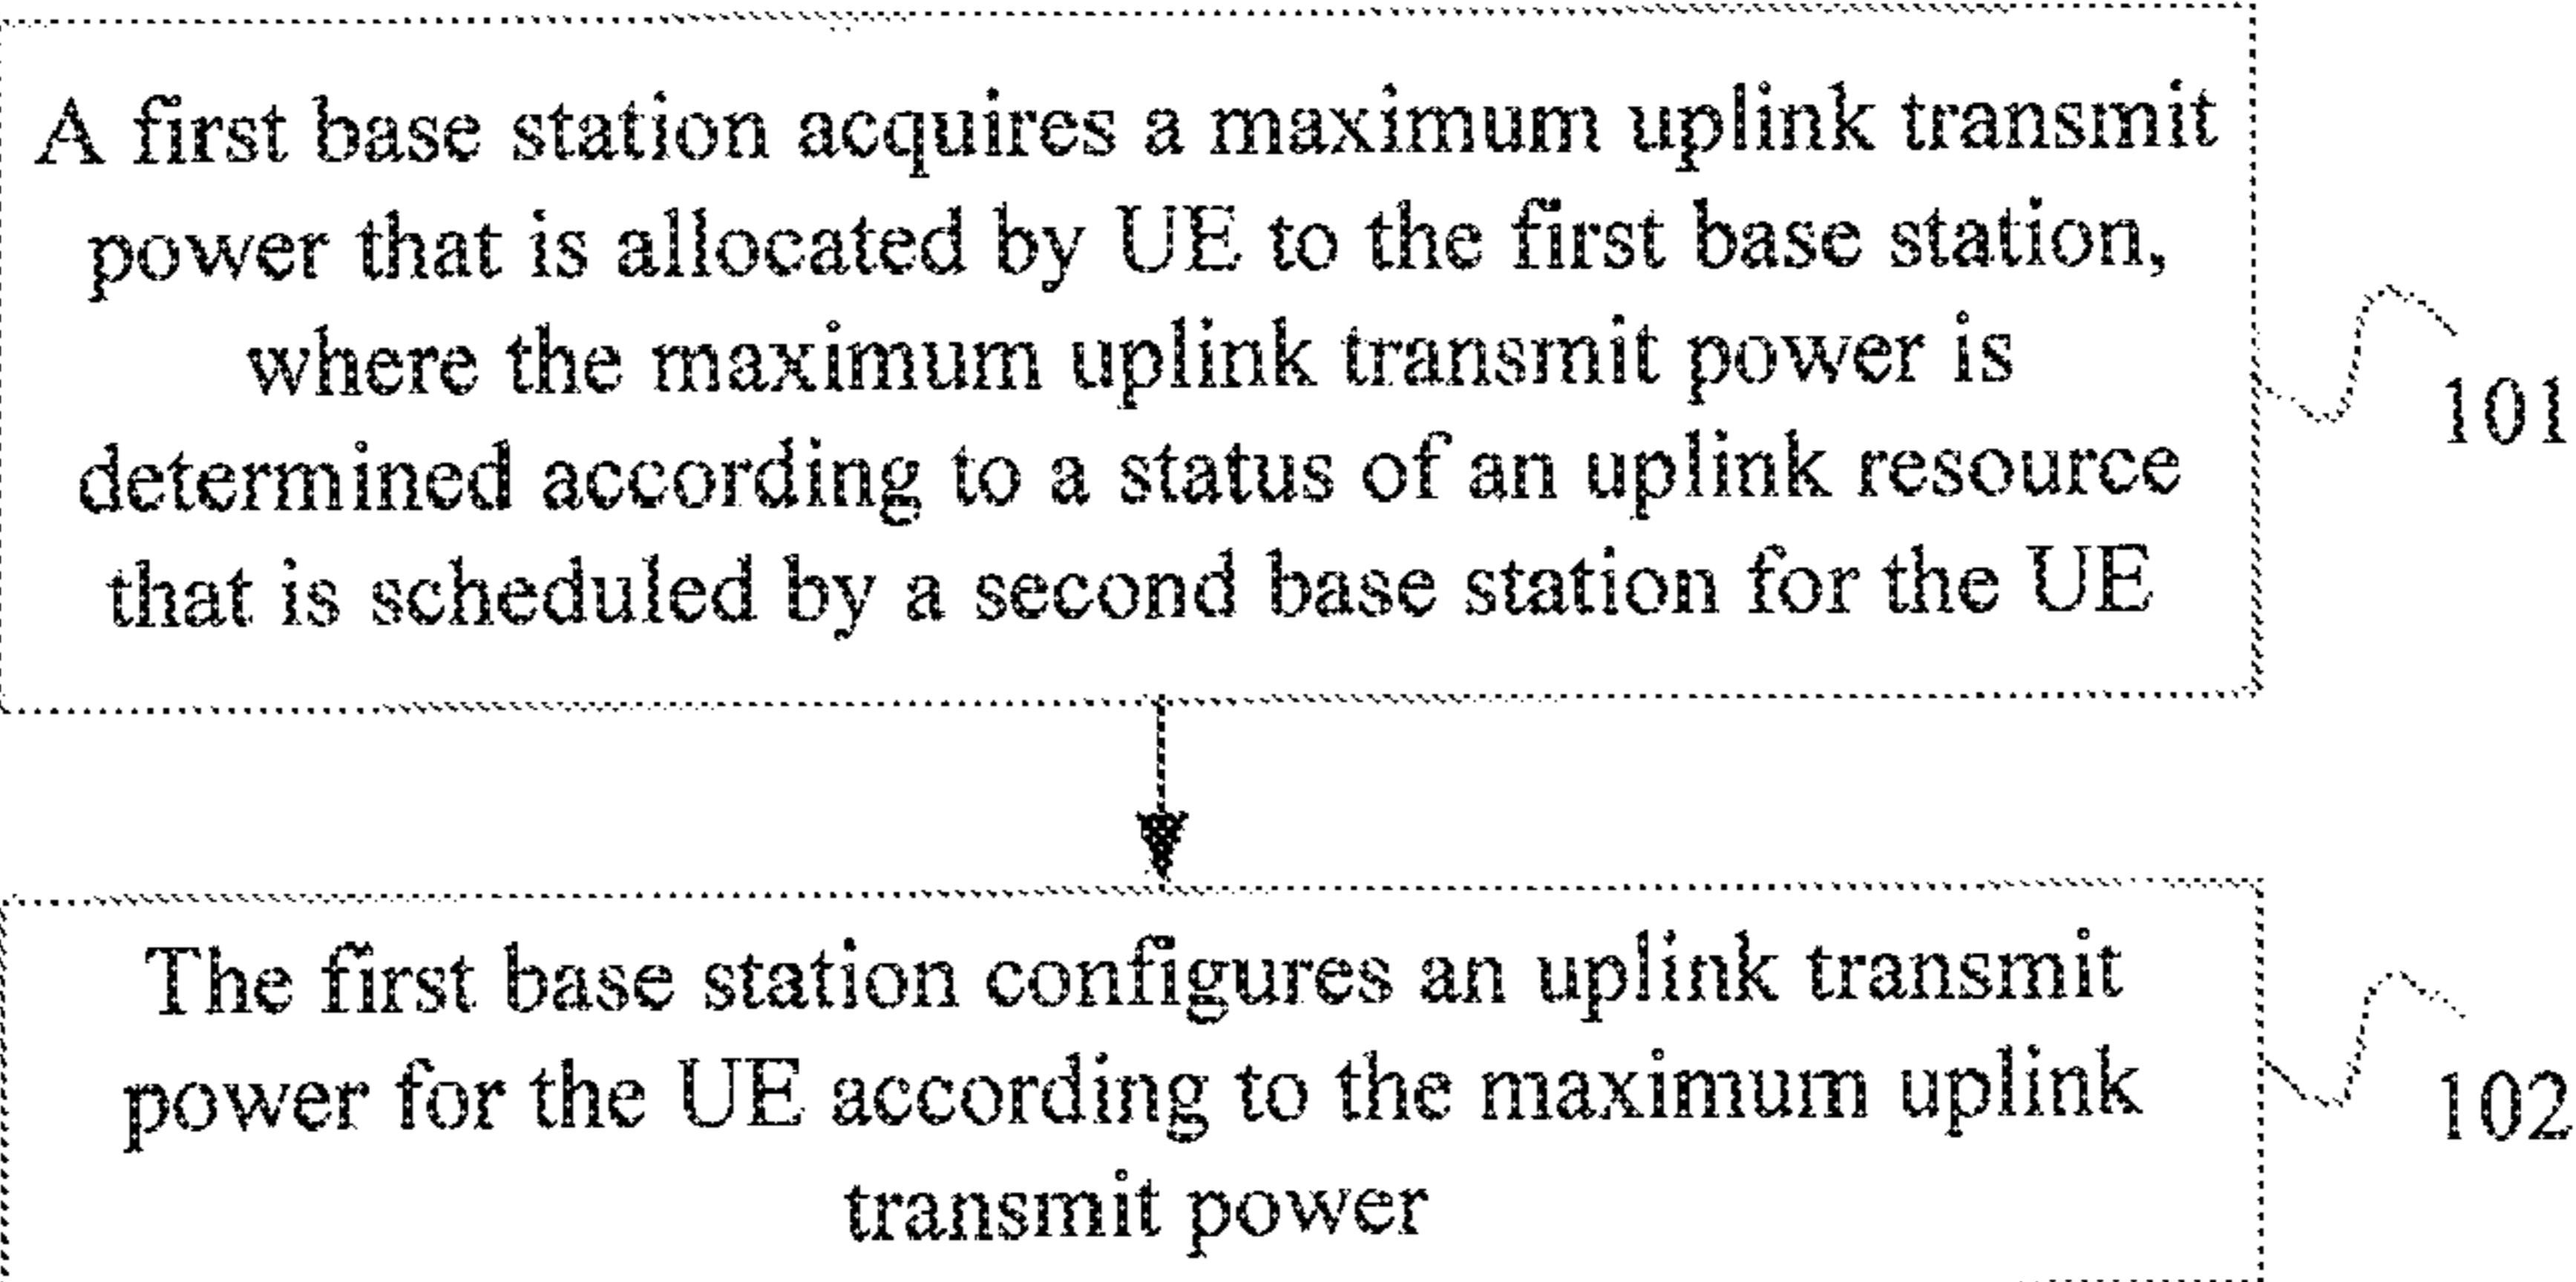 A first base station acquires a maximum uplink transmit
power that is allocated by UE to the first base station,
where the maximum uplink transmit power is
determined according to a status of an uplink resource
that is scheduled by a second base station for the UE
101
The first base station configures an uplink transmit
power for the UE according to the maximum uplink
transmit power
102